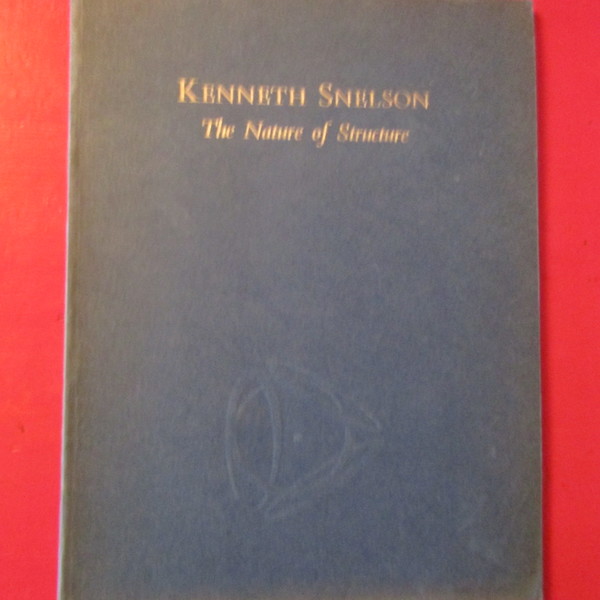 KENNETH SNELSON
The Nature of Structure